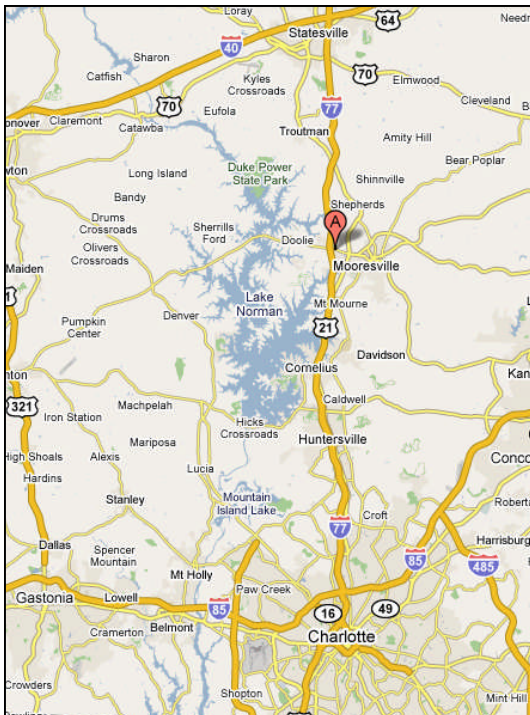 Loray
64
Needm
Statesville
40
Sharon
Catfish
Kyles
Crossroads
70
Elmwood
70
Cleveland
Eufola
77
onover
Claremont
Catawba
Troutman
Amity Hill
Bear Poplar
wton
Long Island
Duke Power
State Park
Shinnville
Bandy
Shepherds
Drums
Crossroads
Sherrills
Ford
A
Doolie
Olivers
Crossroads
Maiden
Mooresville
Lake
Norman
Mt Mourne
1
Denver
21
Pumpkin
Center
Davidson
nton
Cornelius
Kan
321
Machpelah
Caldwell
Iron Station
Hicks
Crossroads
Mariposa
Huntersville
High Shoals
Alexis
Conco
Hardins
Lucia
Stanley
Mountain
Island Lake
Roberta
77
Croft
Dallas
Harrisburg
Spencer
Mountain
85
485
Mt Holly
Paw Creek
Gastonia
Lowell
85
16
49
Cramerton
Belmont
Charlotte
Crowders
Shopton
Mint Hill